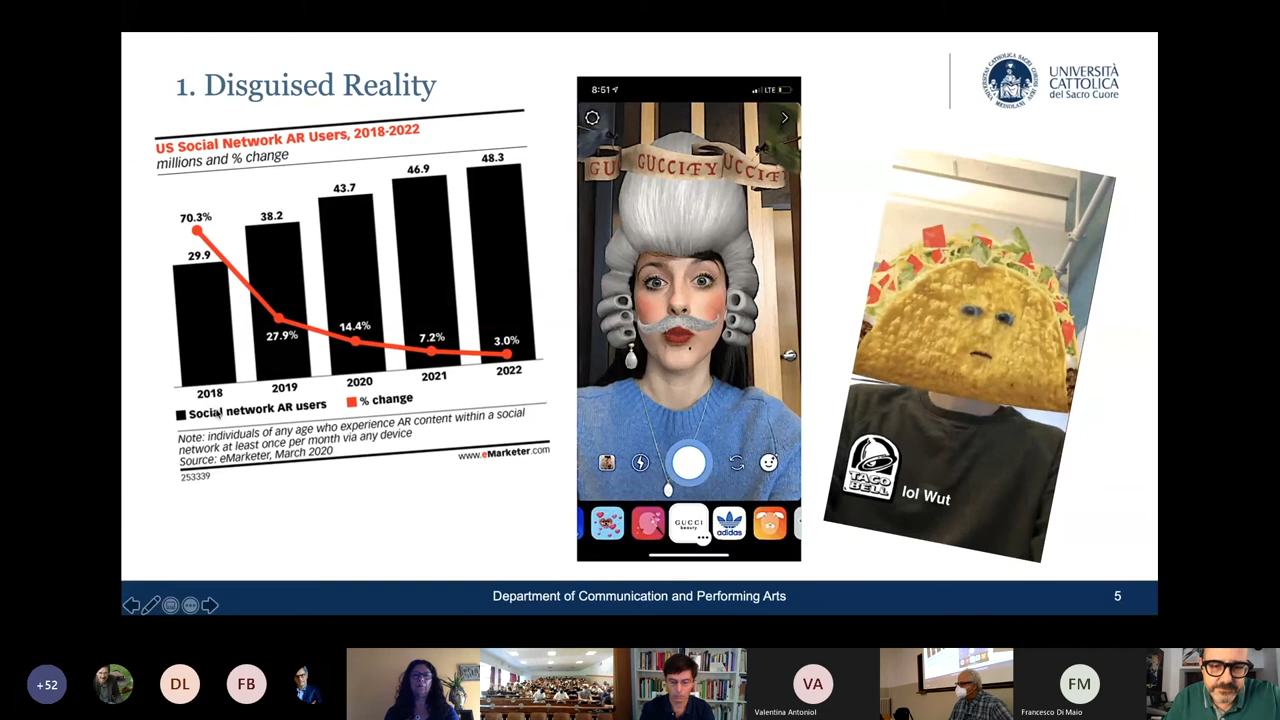 1. Disguised Reality
UNIVERSITÀ
CATTOLICA
del Sacro Cuore
US Social Network AR Users, 2018-2022
millions and % change
70.3%
29.9
38.2
43.7
46.9
48.3
27.9%
14.4%
7.2%
3.0%
2018
2019
2020
2021
2022
Social network AR users
% change
Note: individuals of any age who experience AR content within a social
network at least once per month via any device
Source: eMarketer, March 2020
253339
www.eMarketer.com
8:51
LTE
GU GUCCIFY UCCIF
GUCCI
beauty
adidas
TACO
BELL
lol Wut
Department of Communication and Performing Arts
5
+52
DL
FB
VA
Valentina Antoniol
FM
Francesco Di Maio